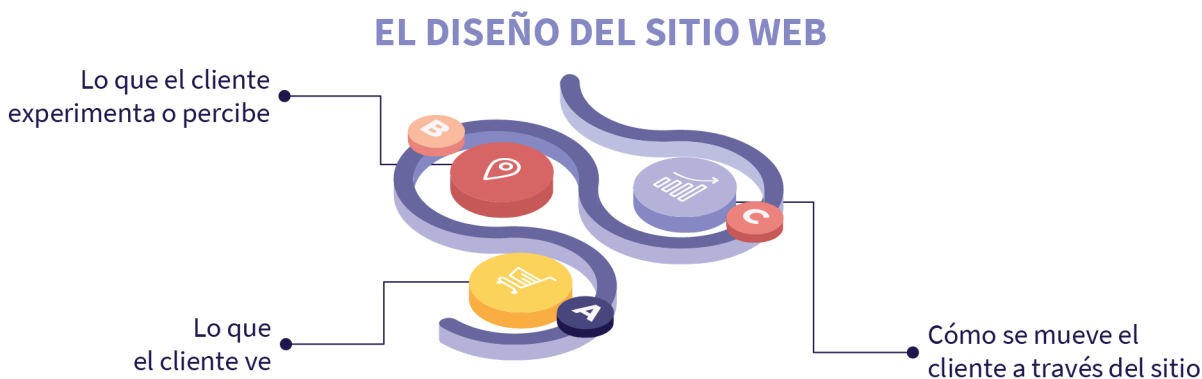 EL DISEÑO DEL SITIO WEB
Lo que el cliente
experimenta o percibe
B
C
A
Lo que
el cliente ve
Cómo se mueve el
cliente a través del sitio